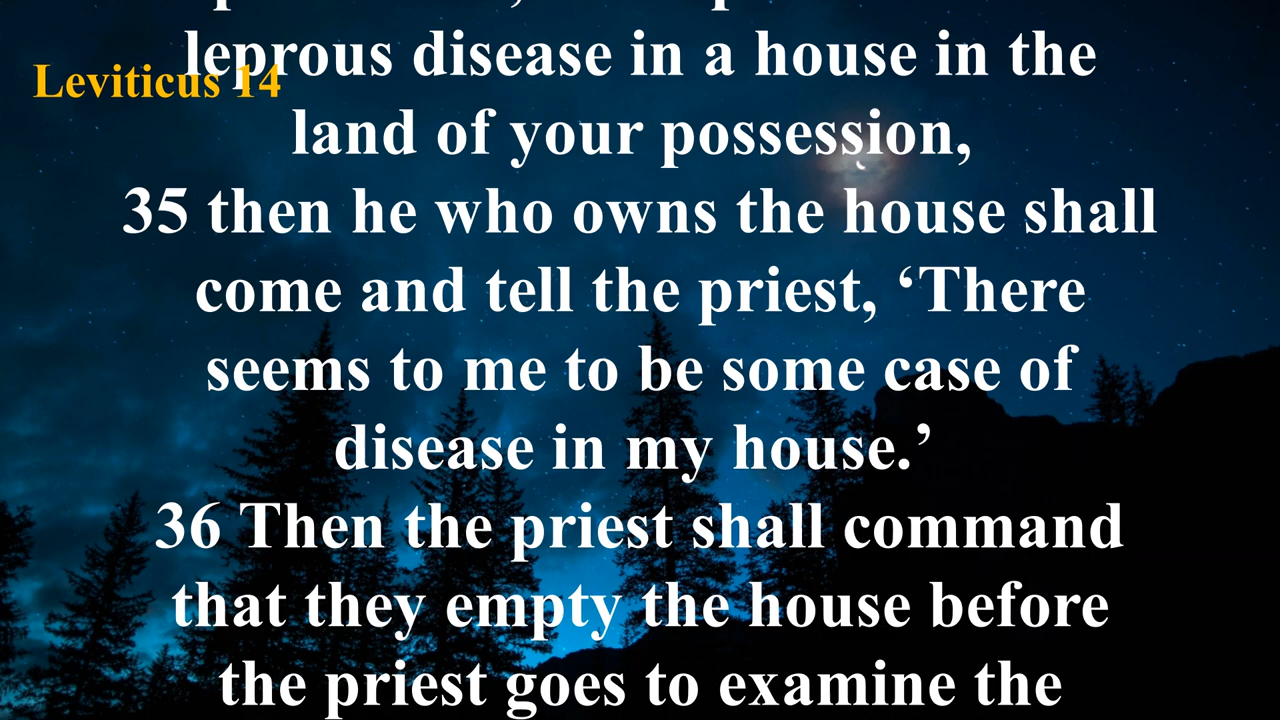 leprous disease in a house in the
Leviticus 14
land of your possession,
35 then he who owns the house shall
come and tell the priest, ‘There
seems to me to be some case of
disease in my house.’
36 Then the priest shall command
that they empty the house before
the priest goes to examine the